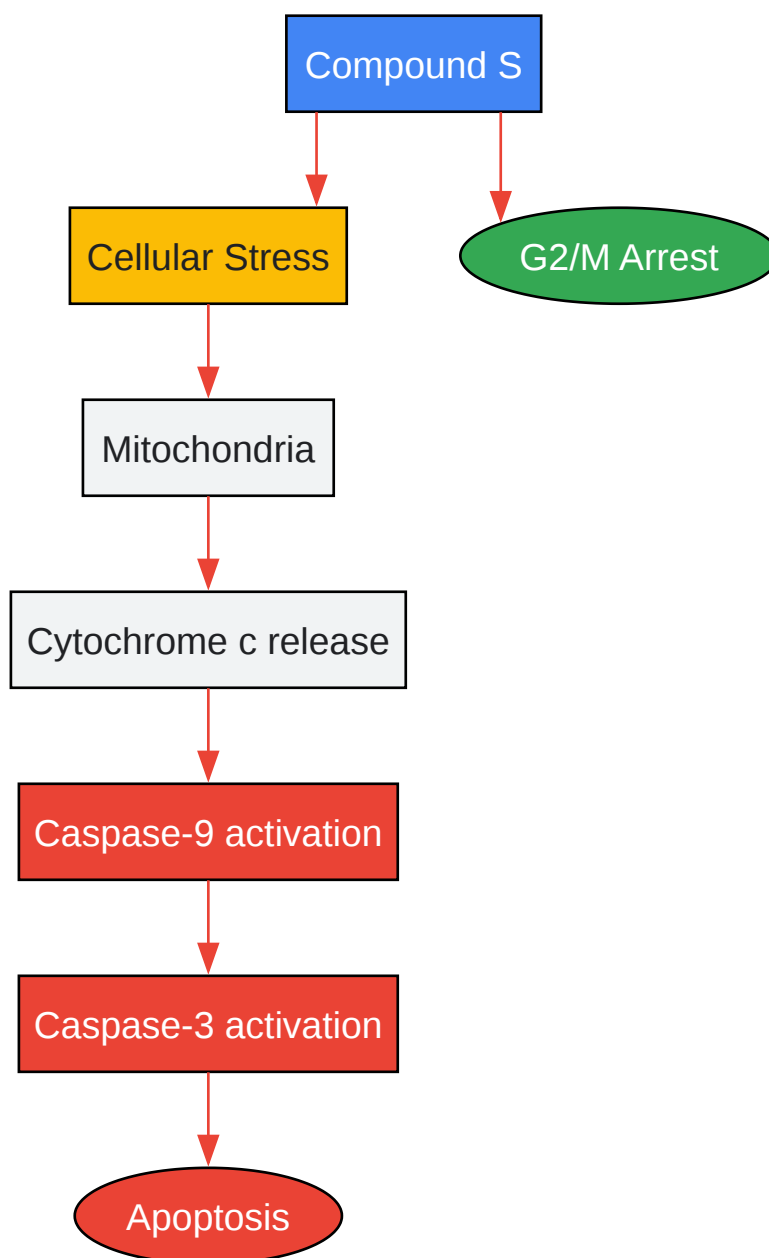 Compound S
Cellular Stress
G2/M Arrest
Mitochondria
Cytochrome c release
Caspase-9 activation
Caspase-3 activation
Apoptosis